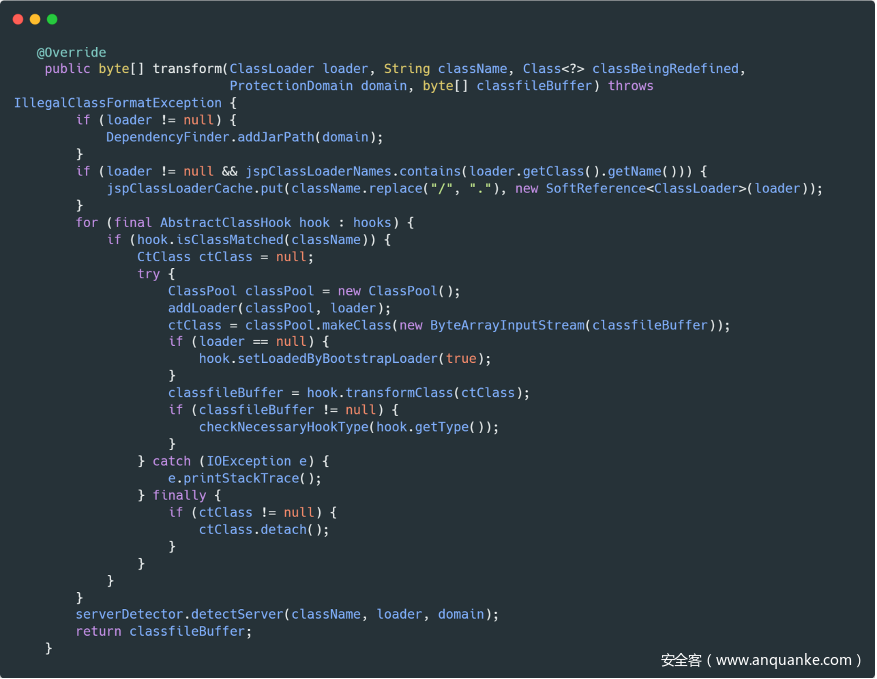 @Override
public byte[] transform(ClassLoader loader, String className, Class<?> classBeingRedefined,
ProtectionDomain domain, byte[] classfileBuffer) throws
IllegalClassFormatException {
if (loader != null) {
DependencyFinder.addJarPath(domain);
}
if (loader != null && jspClassLoaderNames.contains(loader.getClass().getName())) {
jspClassLoaderCache.put(className.replace("/", "."), new SoftReference<ClassLoader>(loader));
}
for (final AbstractClassHook hook : hooks) {
if (hook.isClassMatched(className)) {
CtClass ctClass = null;
try {
ClassPool classPool = new ClassPool();
addLoader(classPool, loader);
ctClass = classPool.makeClass(new ByteArrayInputStream(classfileBuffer));
if (loader == null) {
hook.setLoadedByBootstrapLoader(true);
}
classfileBuffer = hook.transformClass(ctClass);
if (classfileBuffer != null) {
checkNecessaryHookType(hook.getType());
}
} catch (IOException e) {
e.printStackTrace();
} finally {
if (ctClass != null) {
ctClass.detach();
}
}
}
}
serverDetector.detectServer(className, loader, domain);
return classfileBuffer;
}
安全客（www.anquanke.com）